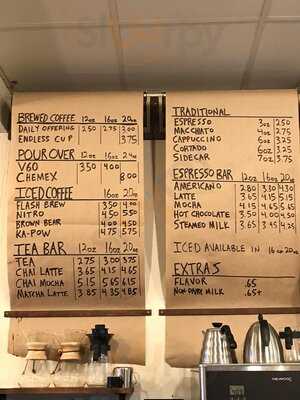 BREWED COFFEE 12oz 16oz 20oz
DAILY OFFERING 2.50 2.75 3.00
ENDLESS CUP 3.75
POUR OVER 12oz 16oz 24oz
V60 3.50 4.00
CHEMEX 8.00
ICED COFFEE 16oz 20oz
FLASH BREW 3.50 4.00
NITRO 4.50 5.50
BROWN BEAR 4.00 4.50
KA-POW 4.75 5.75
TEA BAR 12oz 16oz 20oz
TEA 2.75 3.00 3.75
CHAI LATTE 3.65 4.15 4.65
CHAI MOCHA 5.15 5.65 6.15
MATCHA LATTE 3.85 4.35 4.85
TRADITIONAL
ESPRESSO 3oz 2.50
MACCHIATO 4oz 2.75
CAPPUCCINO 6oz 3.25
CORTADO 6oz 3.25
SIDECAR 7oz 3.75
ESPRESSO BAR 12oz 16oz 20oz
AMERICANO 2.80 3.30 4.30
LATTE 3.65 4.15 5.15
MOCHA 4.15 4.65 5.65
HOT CHOCOLATE 3.50 4.00 4.50
STEAMED MILK 3.65 3.95 4.25
ICED AVAILABLE IN 16oz & 20oz
EXTRAS
FLAVOR .65
NON-DAIRY MILK .65+